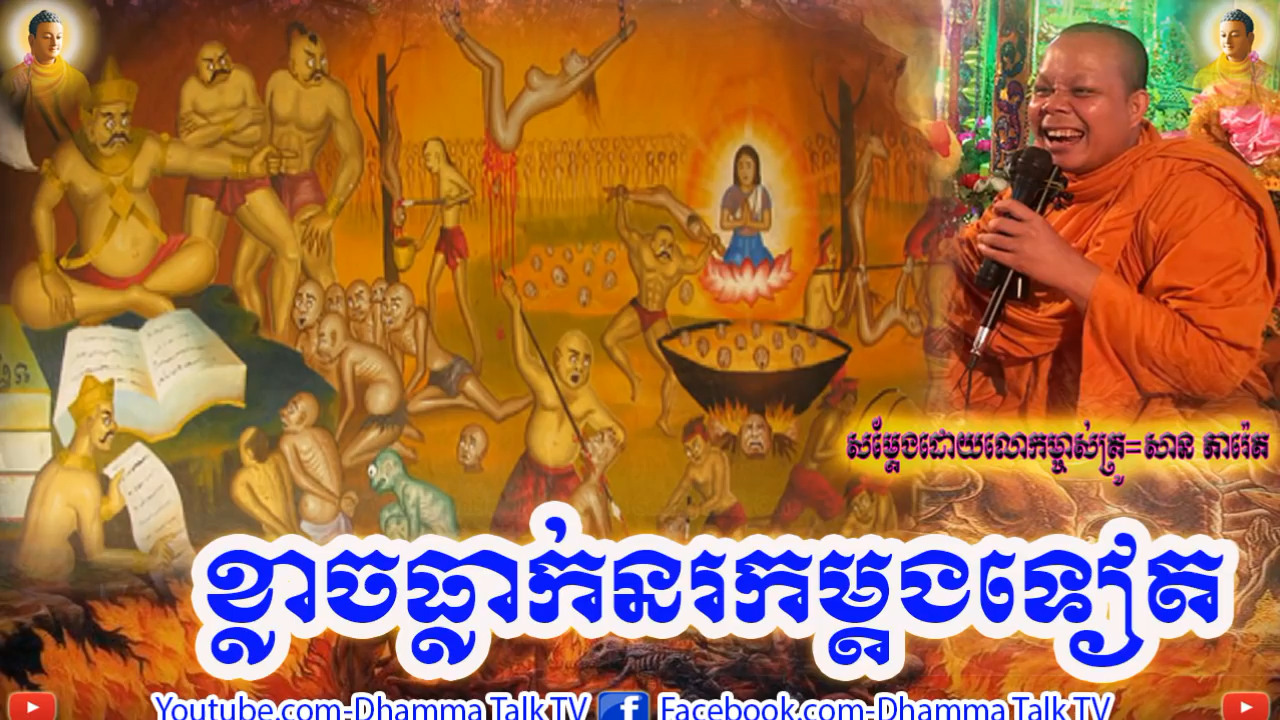 សម្ដែងដោយលោកម្ចាស់គ្រូ=សាន ភារ៉េត
ខ្លាចធ្លាក់នរកម្ដងទៀត
Youtube.com-Dhamma Talk TV Facebook.com-Dhamma Talk TV